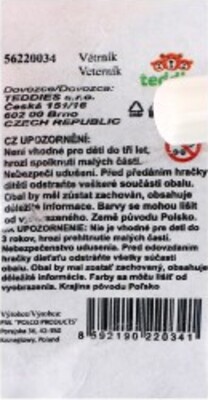 56220034 Větrník
Veterník
teddi
Dovozce/Dovozca:
TEDDIES s.r.o.
Česká 151/16
602 00 Brno
CZECH REPUBLIC
CZ UPOZORNĚNÍ:
Není vhodné pro děti do tří let,
hrozí spolknutí malých částí.
Nebezpečí udušení. Před předáním hračky
dítěti odstraňte veškeré součásti obalu.
Obal by měl zůstat zachován, obsahuje
důležité informace. Barvy se mohou lišit
od v azeného. Země původu Polsko.
SK UPOZORNENIE: Nie je vhodné pre deti do
3 rokov, hrozí prehltnutie malých častí.
Nebezpečenstvo udusenia. Pred odovzdaním
hračky dieťaťu odstráňte všetky súčasti
obalu. Obal by mal zostať zachovaný, obsahuje
dôležité informácie. Farby sa môžu líšiť od
vyobrazenia. Krajina pôvodu Poľsko
Výrobce/Výrobca:
PW. "POLCO PRODUCTS"
Kozieglowy, Poland
8 592190 220341